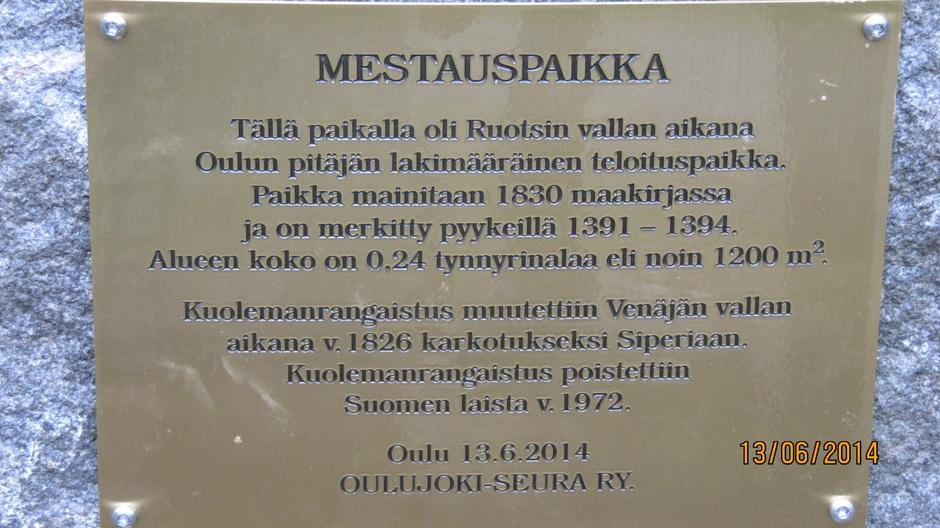 MESTAUSPAIKKA
Tällä paikalla oli Ruotsin vallan aikana
Oulun pitäjän lakimääräinen teloituspaikka.
Paikka mainitaan 1830 maakirjassa
ja on merkitty pyykeillä 1391 – 1394.
Alueen koko on 0,24 tynnyrinalaa eli noin 1200 m².
Kuolemanrangaistus muutettiin Venäjän vallan
aikana v. 1826 karkotukseksi Siperiaan.
Kuolemanrangaistus poistettiin
Suomen laista v. 1972.
Oulu 13.6.2014
OULUJOKI-SEURA RY.
13/06/2014